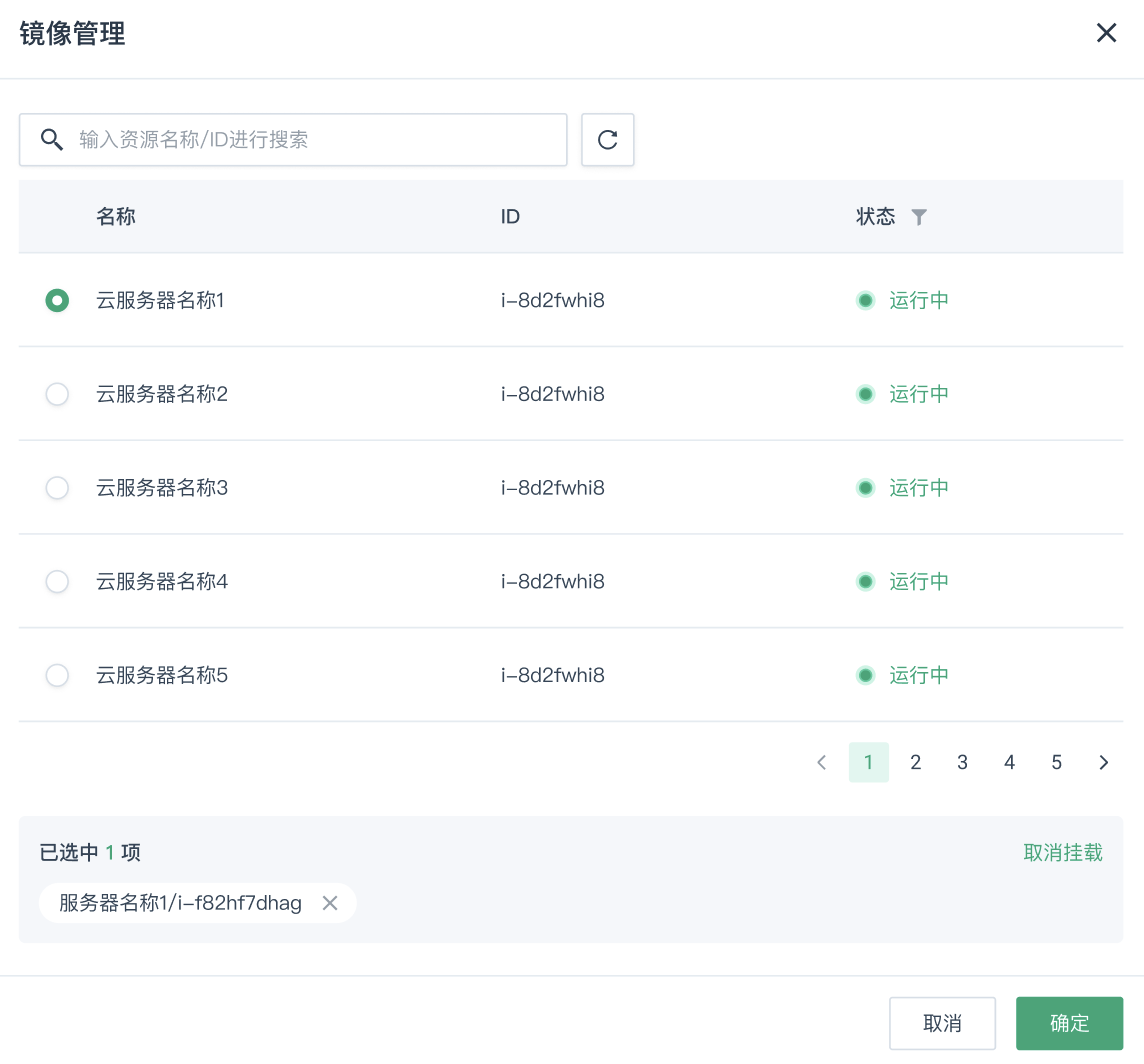 镜像管理
输入资源名称/ID进行搜索
名称 ID 状态
云服务器名称1 i-8d2fwhi8 运行中
云服务器名称2 i-8d2fwhi8 运行中
云服务器名称3 i-8d2fwhi8 运行中
云服务器名称4 i-8d2fwhi8 运行中
云服务器名称5 i-8d2fwhi8 运行中
1 2 3 4 5
已选中 1 项 取消挂载
服务器名称1/i-f82hf7dhag
取消 确定